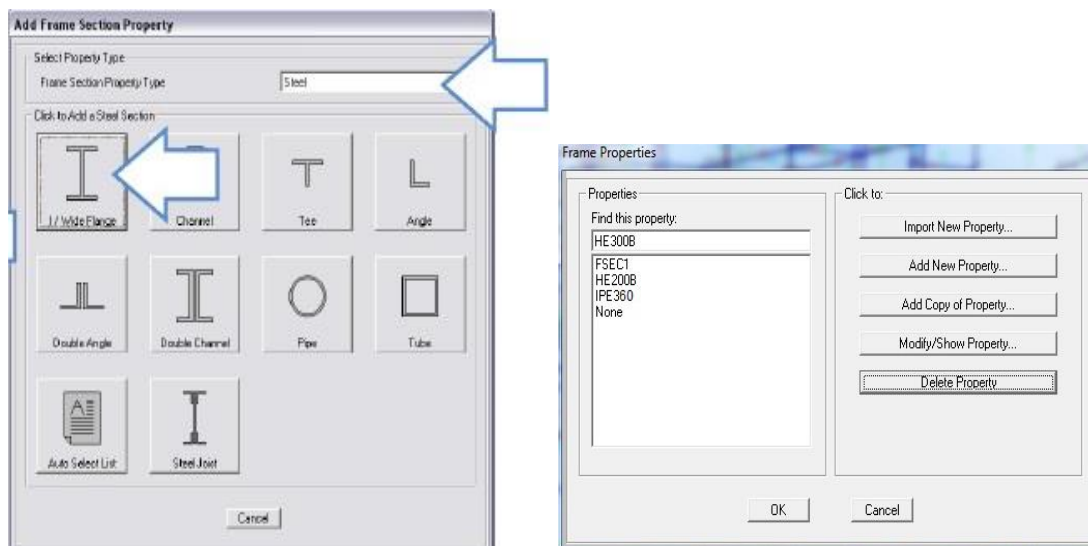 Add Frame Section Property
Select Property Type
Frame Section Property Type
Steel
Click to Add a Steel Section
I / Wide Flange
Channel
Tee
Angle
Double Angle
Double Channel
Pipe
Tube
Auto Select List
Steel Joist
Cancel
Frame Properties
Properties
Find this property:
HE300B
FSEC1
HE200B
IPE360
None
Click to:
Import New Property...
Add New Property...
Add Copy of Property...
Modify/Show Property...
Delete Property
OK
Cancel